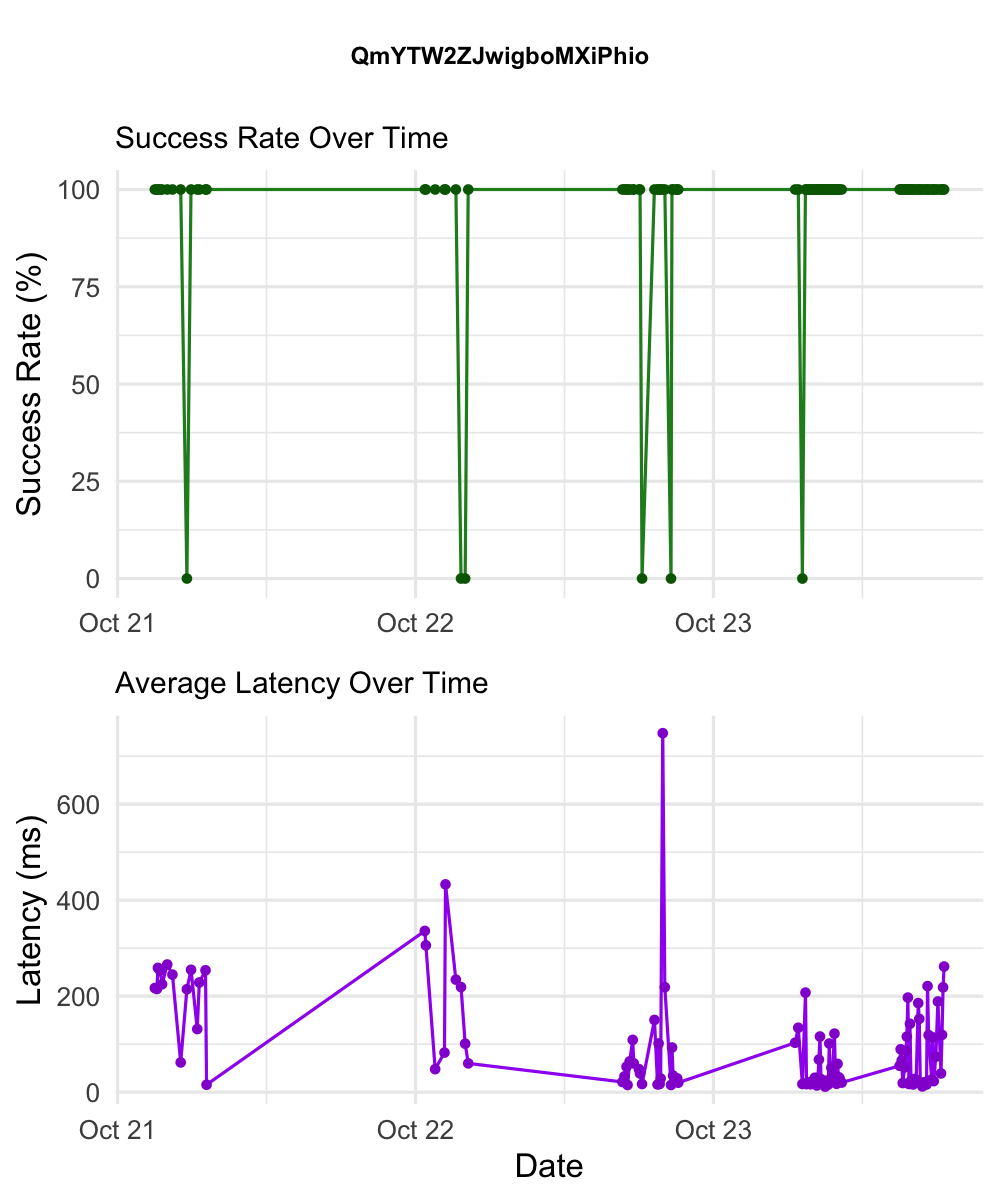 QmYTW2ZJwigboMXiPhio
Success Rate Over Time
100
75
50
25
0
Success Rate (%)
Oct 21 Oct 22 Oct 23
Average Latency Over Time
600
400
200
0
Latency (ms)
Oct 21 Oct 22 Oct 23
Date